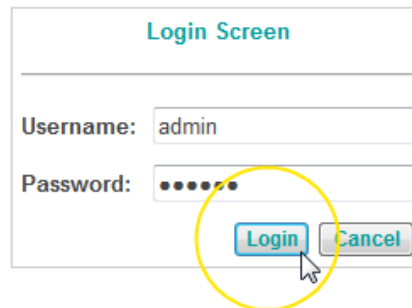 Login Screen
Username: admin
Password: ••••••
Login Cancel